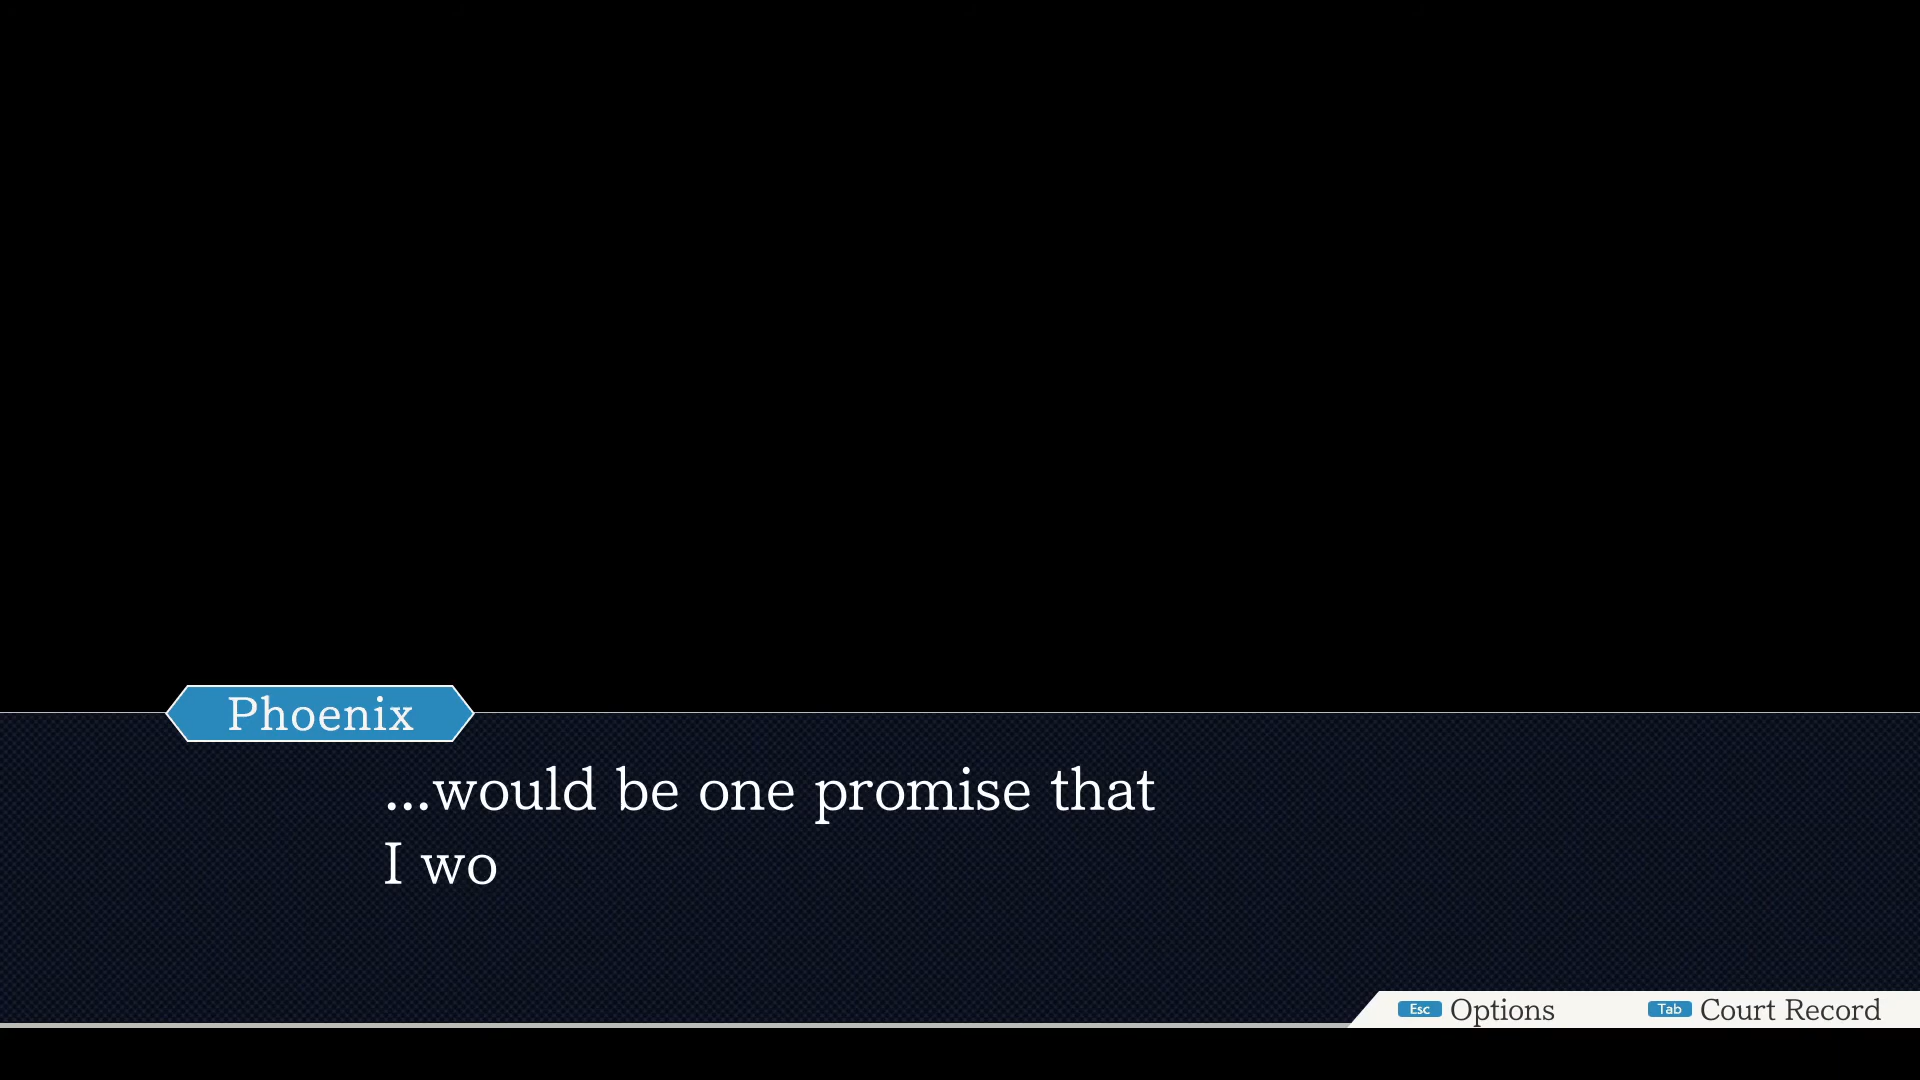 Phoenix
...would be one promise that
I wo
Esc Options Tab Court Record